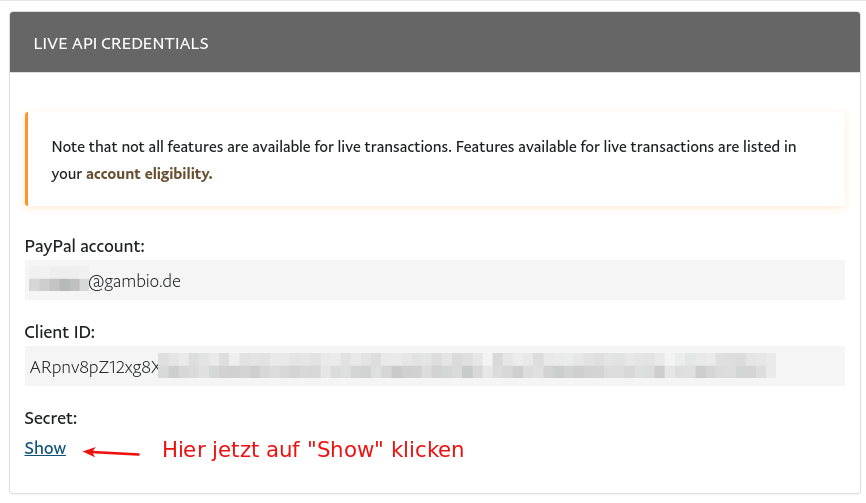 LIVE API CREDENTIALS
Note that not all features are available for live transactions. Features available for live transactions are listed in
your account eligibility.
PayPal account:
@gambio.de
Client ID:
ARpnv8pZ12xg8X
Secret:
Show
Hier jetzt auf "Show" klicken